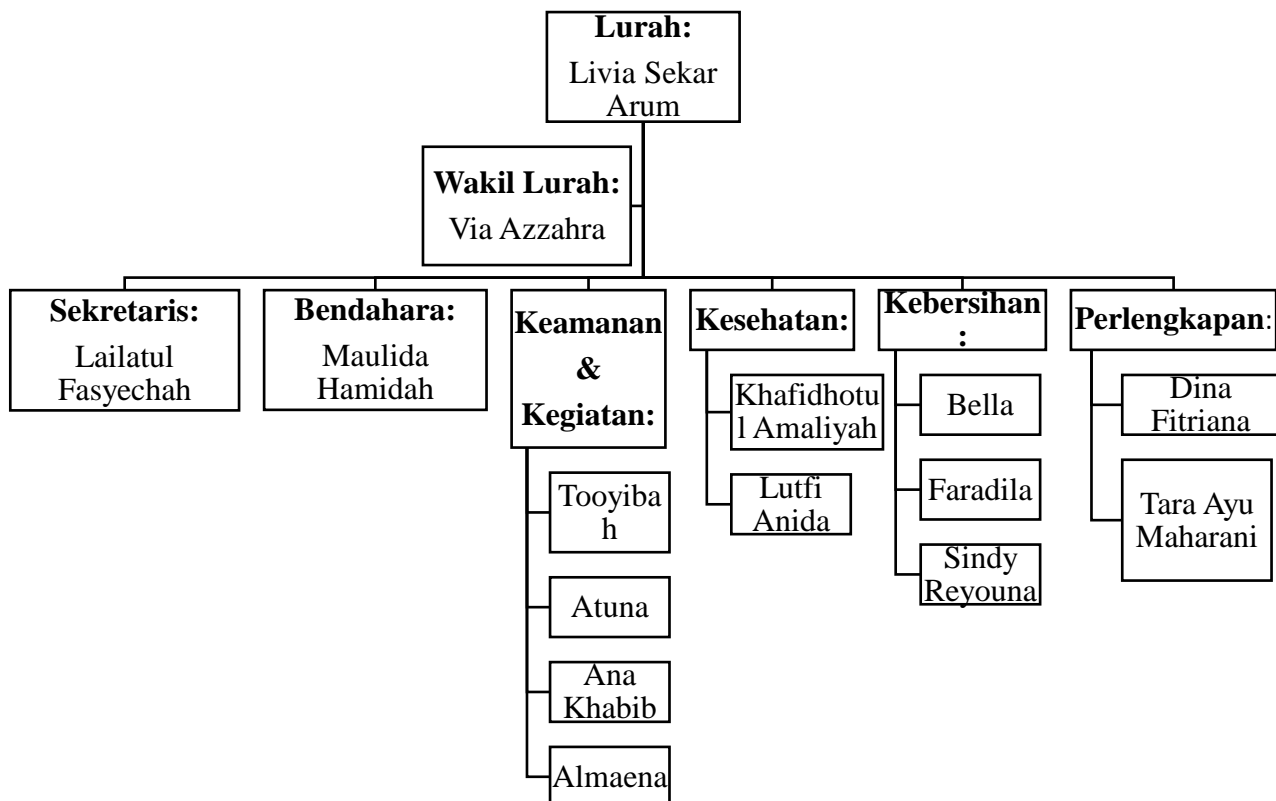 Lurah:
Livia Sekar
Arum
Wakil Lurah:
Via Azzahra
Sekretaris:
Lailatul
Fasyechah
Bendahara:
Maulida
Hamidah
Keamanan
&
Kegiatan:
Tooyiba
h
Atuna
Ana
Khabib
Almaena
Kesehatan:
Khafidhotu
l Amaliyah
Lutfi
Anida
Kebersihan
:
Bella
Faradila
Sindy
Reyouna
Perlengkapan:
Dina
Fitriana
Tara Ayu
Maharani